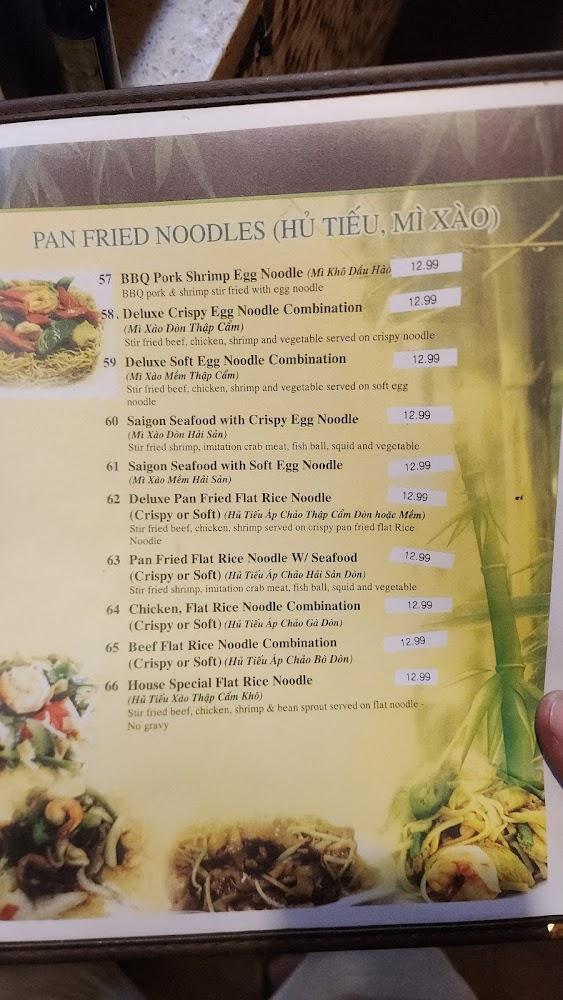 PAN FRIED NOODLES (HỦ TIẾU, MÌ XÀO)
57 BBQ Pork Shrimp Egg Noodle (Mì Khô Dầu Hào 12.99
BBQ pork & shrimp stir fried with egg noodle
58. Deluxe Crispy Egg Noodle Combination 12.99
(Mì Xào Dòn Thập Cẩm)
Stir fried beef, chicken, shrimp and vegetable served on crispy noodle
59 Deluxe Soft Egg Noodle Combination 12.99
(Mì Xào Mềm Thập Cẩm)
Stir fried beef, chicken, shrimp and vegetable served on soft egg
noodle
60 Saigon Seafood with Crispy Egg Noodle 12.99
(Mì Xào Dòn Hải Sản)
Stir fried shrimp, imitation crab meat, fish ball, squid and vegetable
61 Saigon Seafood with Soft Egg Noodle 12.99
(Mì Xào Mềm Hải Sản)
62 Deluxe Pan Fried Flat Rice Noodle 12.99
(Crispy or Soft) (Hủ Tiếu Áp Chảo Thập Cẩm Dòn hoặc Mềm)
Stir fried beef, chicken, shrimp served on crispy pan fried flat Rice
Noodle
63 Pan Fried Flat Rice Noodle W/ Seafood 12.99
(Crispy or Soft) (Hủ Tiếu Áp Chảo Hải Sản Dòn)
Stir fried shrimp, imitation crab meat, fish ball, squid and vegetable
64 Chicken, Flat Rice Noodle Combination 12.99
(Crispy or Soft) (Hủ Tiếu Áp Chảo Gà Dòn)
65 Beef Flat Rice Noodle Combination 12.99
(Crispy or Soft) (Hủ Tiếu Áp Chảo Bò Dòn)
66 House Special Flat Rice Noodle 12.99
(Hủ Tiếu Xào Thập Cẩm Khô)
Stir fried beef, chicken, shrimp & bean sprout served on flat noodle -
No gravy